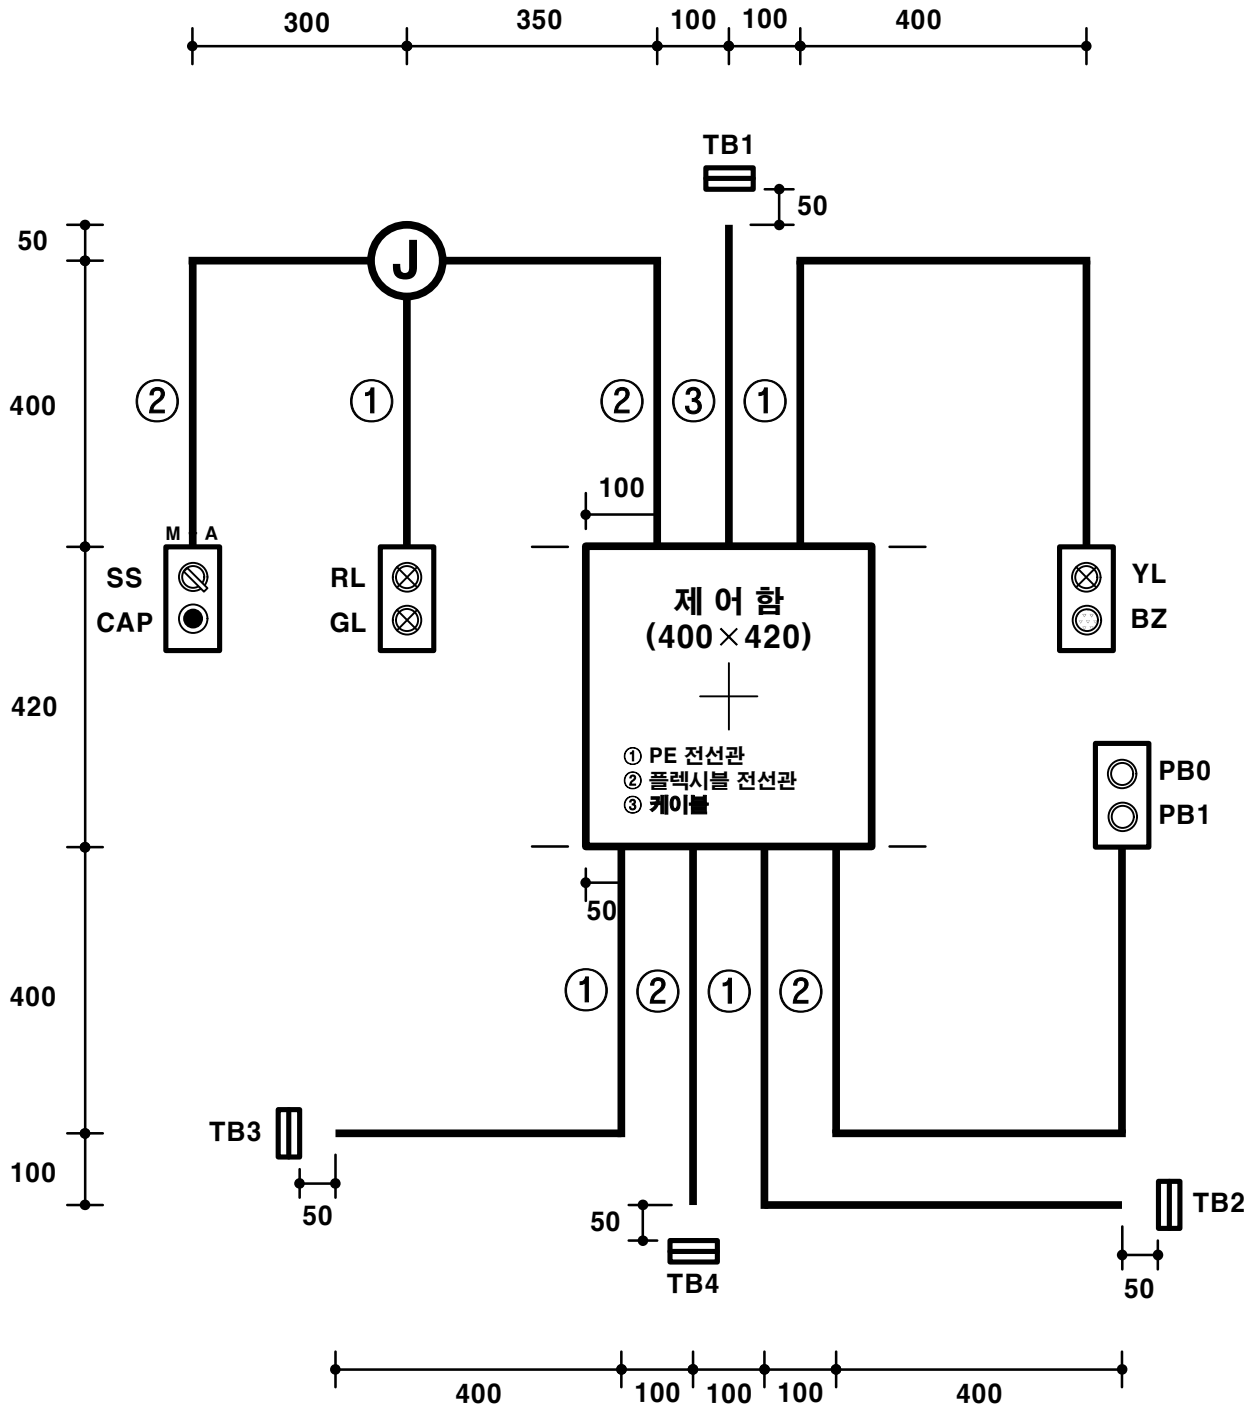 300 350 100 100 400
TB1
50
50
J
400 ② ① ② ③ ①
100
M A
SS
CAP
RL
GL
제 어 함
(400×420)
YL
BZ
420
① PE 전선관
② 플렉시블 전선관
③ 케이블
PB0
PB1
50
400 ① ② ① ②
TB3
100
50
50
TB4
TB2
50
400 100 100 100 400